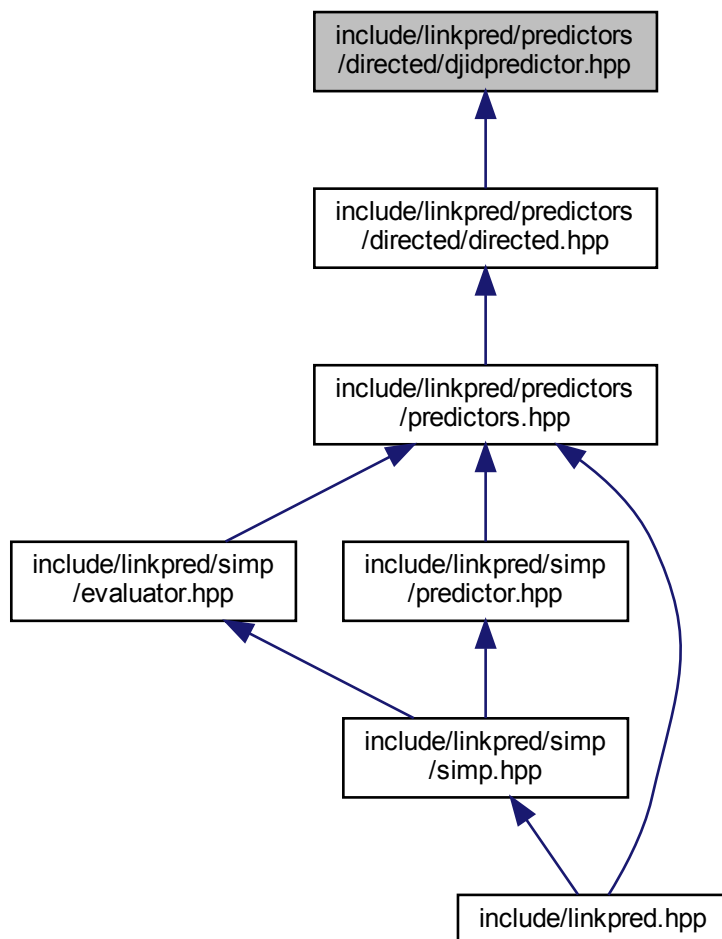 include/linkpred/predictors
/directed/djidpredictor.hpp
include/linkpred/predictors
/directed/directed.hpp
include/linkpred/predictors
/predictors.hpp
include/linkpred/simp
/evaluator.hpp
include/linkpred/simp
/predictor.hpp
include/linkpred/simp
/simp.hpp
include/linkpred.hpp